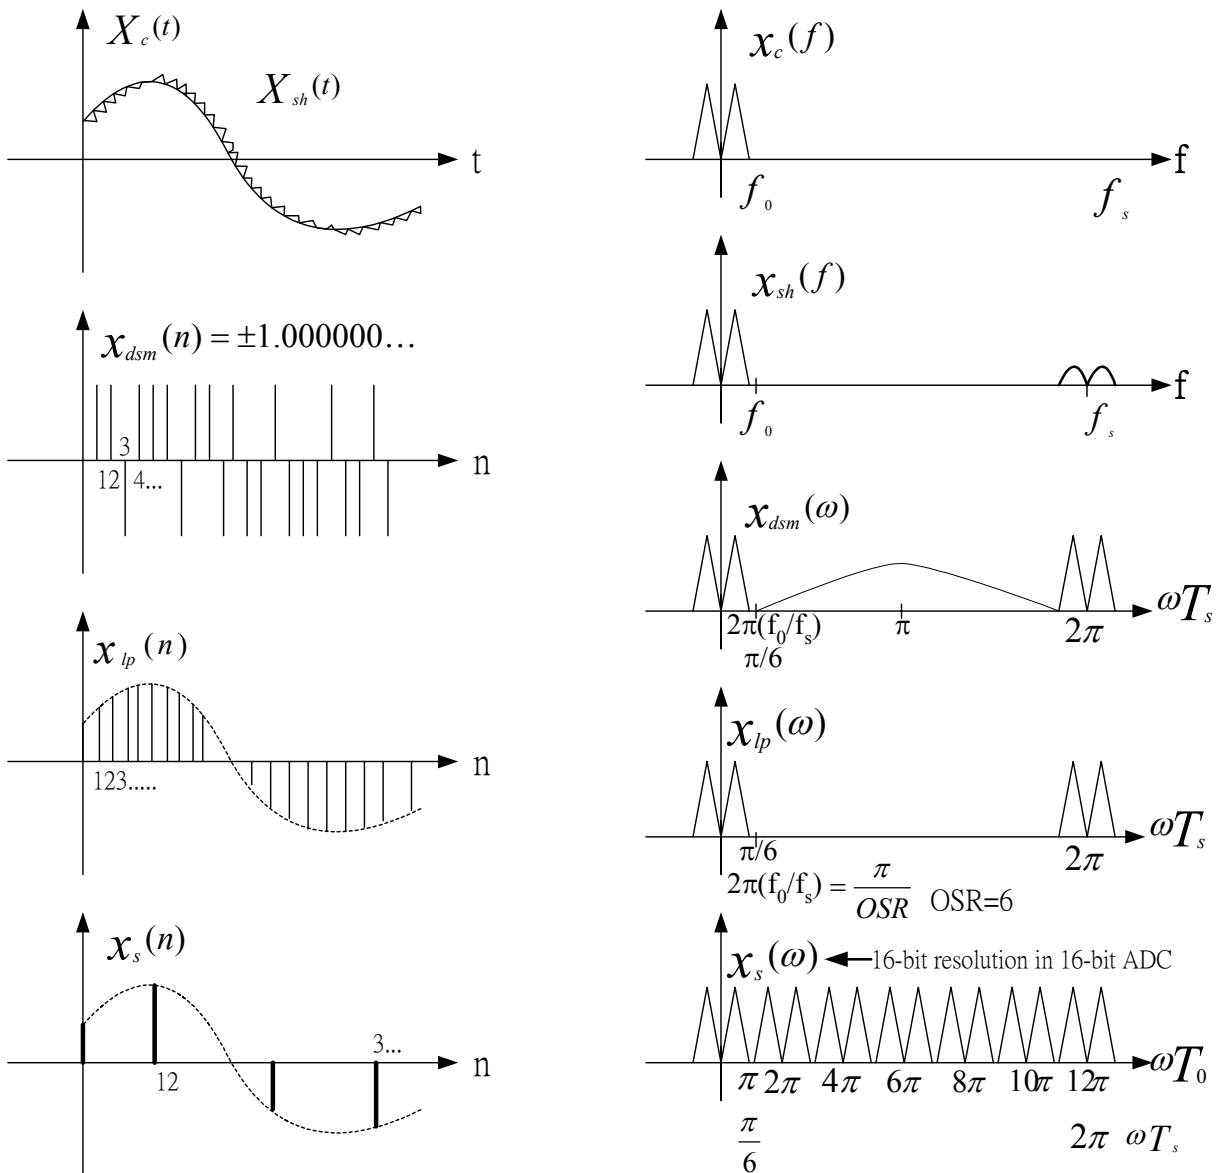 X_c(t)
X_sh(t)
t
x_dsm(n) = ±1.000000…
3
12 4...
n
x_lp(n)
123.....
n
x_s(n)
3...
12
n
x_c(f)
f
f_0
f_s
x_sh(f)
f
f_0
f_s
x_dsm(ω)
ωT_s
2π(f_0/f_s)
π
2π
π/6
x_lp(ω)
ωT_s
π/6
2π
2π(f_0/f_s) = π/OSR OSR=6
x_s(ω) 16-bit resolution in 16-bit ADC
π 2π 4π 6π 8π 10π 12π ωT_0
π/6
2π ωT_s